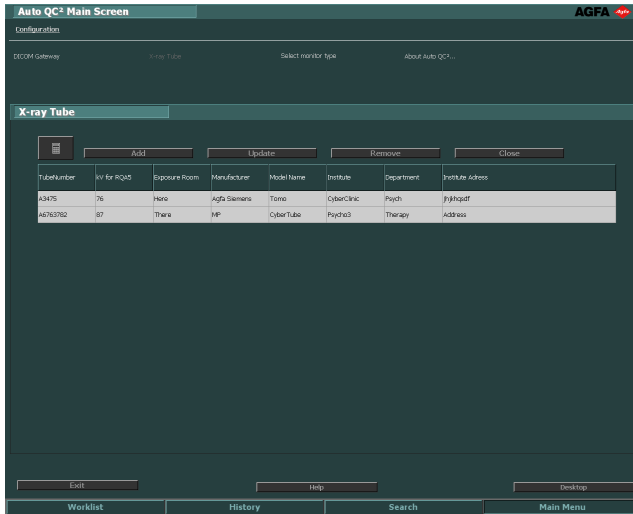 Auto QC² Main Screen
AGFA Agfa
Configuration
DICOM Gateway X-ray Tube Select monitor type About Auto QC²...
X-ray Tube
Add Update Remove Close
TubeNumber kV for RQA5 Exposure Room Manufacturer Model Name Institute Department Institute Adress
A3475 76 Here Agfa Siemens Tomo CyberClinic Psych jhjkhqsdf
A6763782 87 There MP CyberTube Psycho3 Therapy Address
Exit Help Desktop
Worklist History Search Main Menu